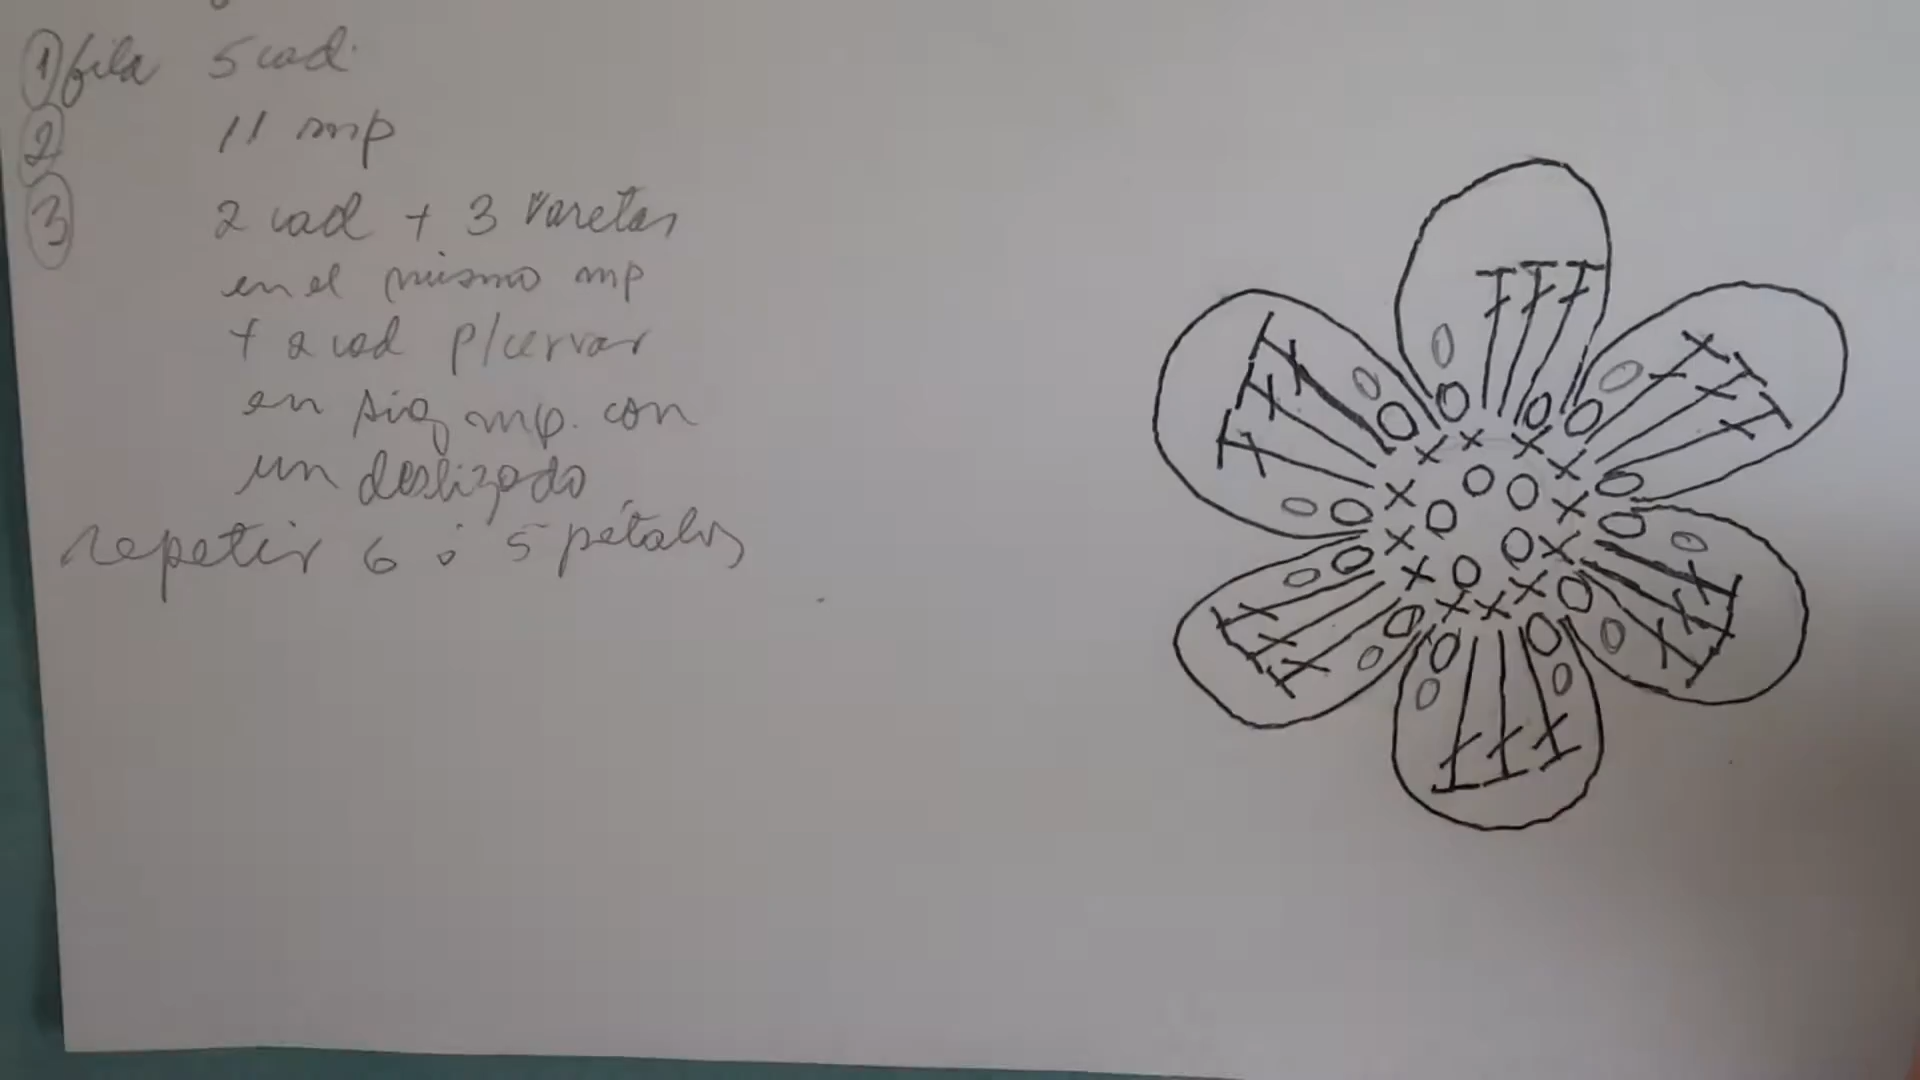 ① fila 5 cad.
② 11 mp
③ 2 cad + 3 varetas
en el mismo mp
+ 2 cad p/cerrar
en sig mp. con
un deslizado
repetir 6 ó 5 pétalos